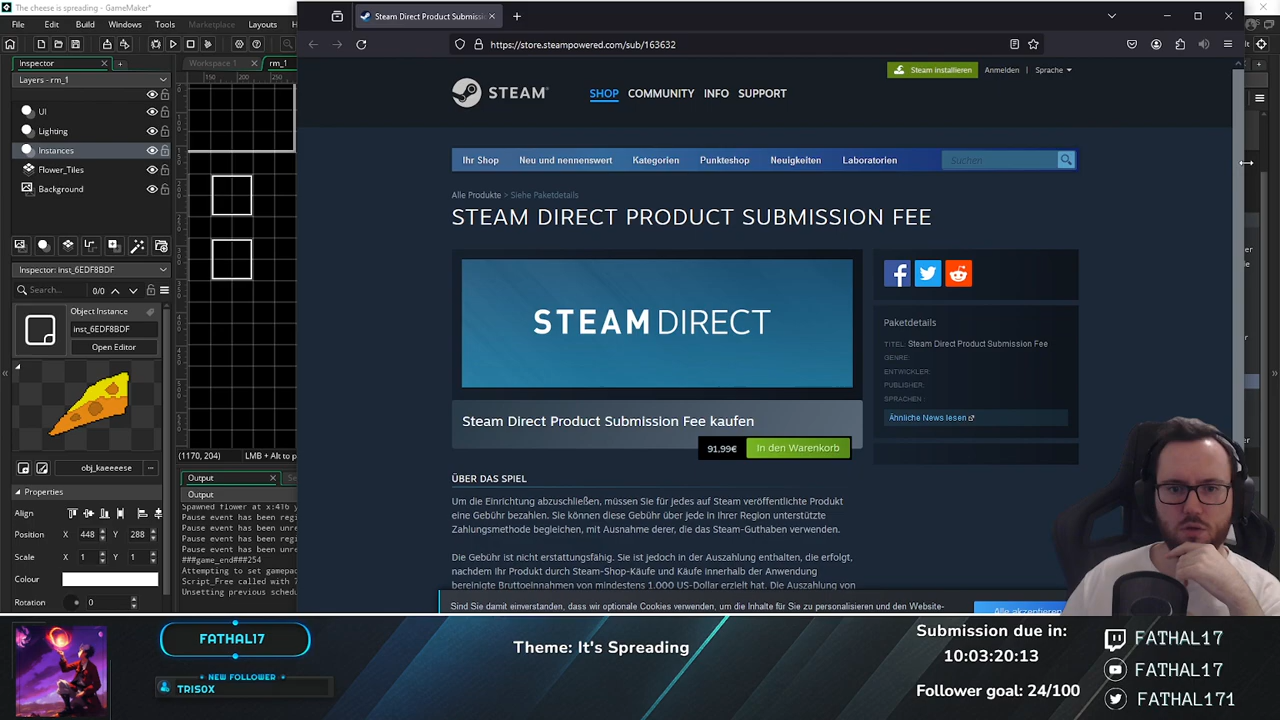 The cheese is spreading - GameMaker*
File Edit Build Windows Tools Marketplace Layouts
Inspector
Workspace 1
rm_1
Layers - rm_1
150 200 250
UI
Lighting
Instances
Flower_Tiles
Background
Inspector: inst_6EDF8BDF
Search... 0/0
Object Instance
inst_6EDF8BDF
Open Editor
obj_kaeeeese
Properties
Align
Position X 448 Y 288
Scale X 1 Y 1
Colour
Rotation 0
(1170, 204) LMB + Alt to p
Output
Output
Spawned flower at x:416 y
Pause event has been regi
Pause event has been unre
Pause event has been regi
Pause event has been unre
###game_end###254
Attempting to set gamepad
Script_Free called with 7
Unsetting previous schedu
Steam Direct Product Submissi
https://store.steampowered.com/sub/163632
STEAM®
SHOP COMMUNITY INFO SUPPORT
Steam installieren Anmelden Sprache
Ihr Shop Neu und nennenswert Kategorien Punkteshop Neuigkeiten Laboratorien Suchen
Alle Produkte > Siehe Paketdetails
STEAM DIRECT PRODUCT SUBMISSION FEE
STEAM DIRECT
Steam Direct Product Submission Fee kaufen
91,99€ In den Warenkorb
ÜBER DAS SPIEL
Um die Einrichtung abzuschließen, müssen Sie für jedes auf Steam veröffentlichte Produkt
eine Gebühr bezahlen. Sie können diese Gebühr über jede in Ihrer Region unterstützte
Zahlungsmethode begleichen, mit Ausnahme derer, die das Steam-Guthaben verwenden.
Die Gebühr ist nicht erstattungsfähig. Sie ist jedoch in der Auszahlung enthalten, die erfolgt,
nachdem Ihr Produkt durch Steam-Shop-Käufe und Käufe innerhalb der Anwendung
bereinigte Bruttoeinnahmen von mindestens 1.000 US-Dollar erzielt hat. Die Auszahlung von
Paketdetails
TITEL: Steam Direct Product Submission Fee
GENRE:
ENTWICKLER:
PUBLISHER:
SPRACHEN
Ähnliche News lesen
Sind Sie damit einverstanden, dass wir optionale Cookies verwenden, um die Inhalte für Sie zu personalisieren und den Website-
Alle akzeptieren
FATHAL17
NEW FOLLOWER
TRISOX
Theme: It's Spreading
Submission due in:
10:03:20:13
Follower goal: 24/100
FATHAL17
FATHAL17
FATHAL171